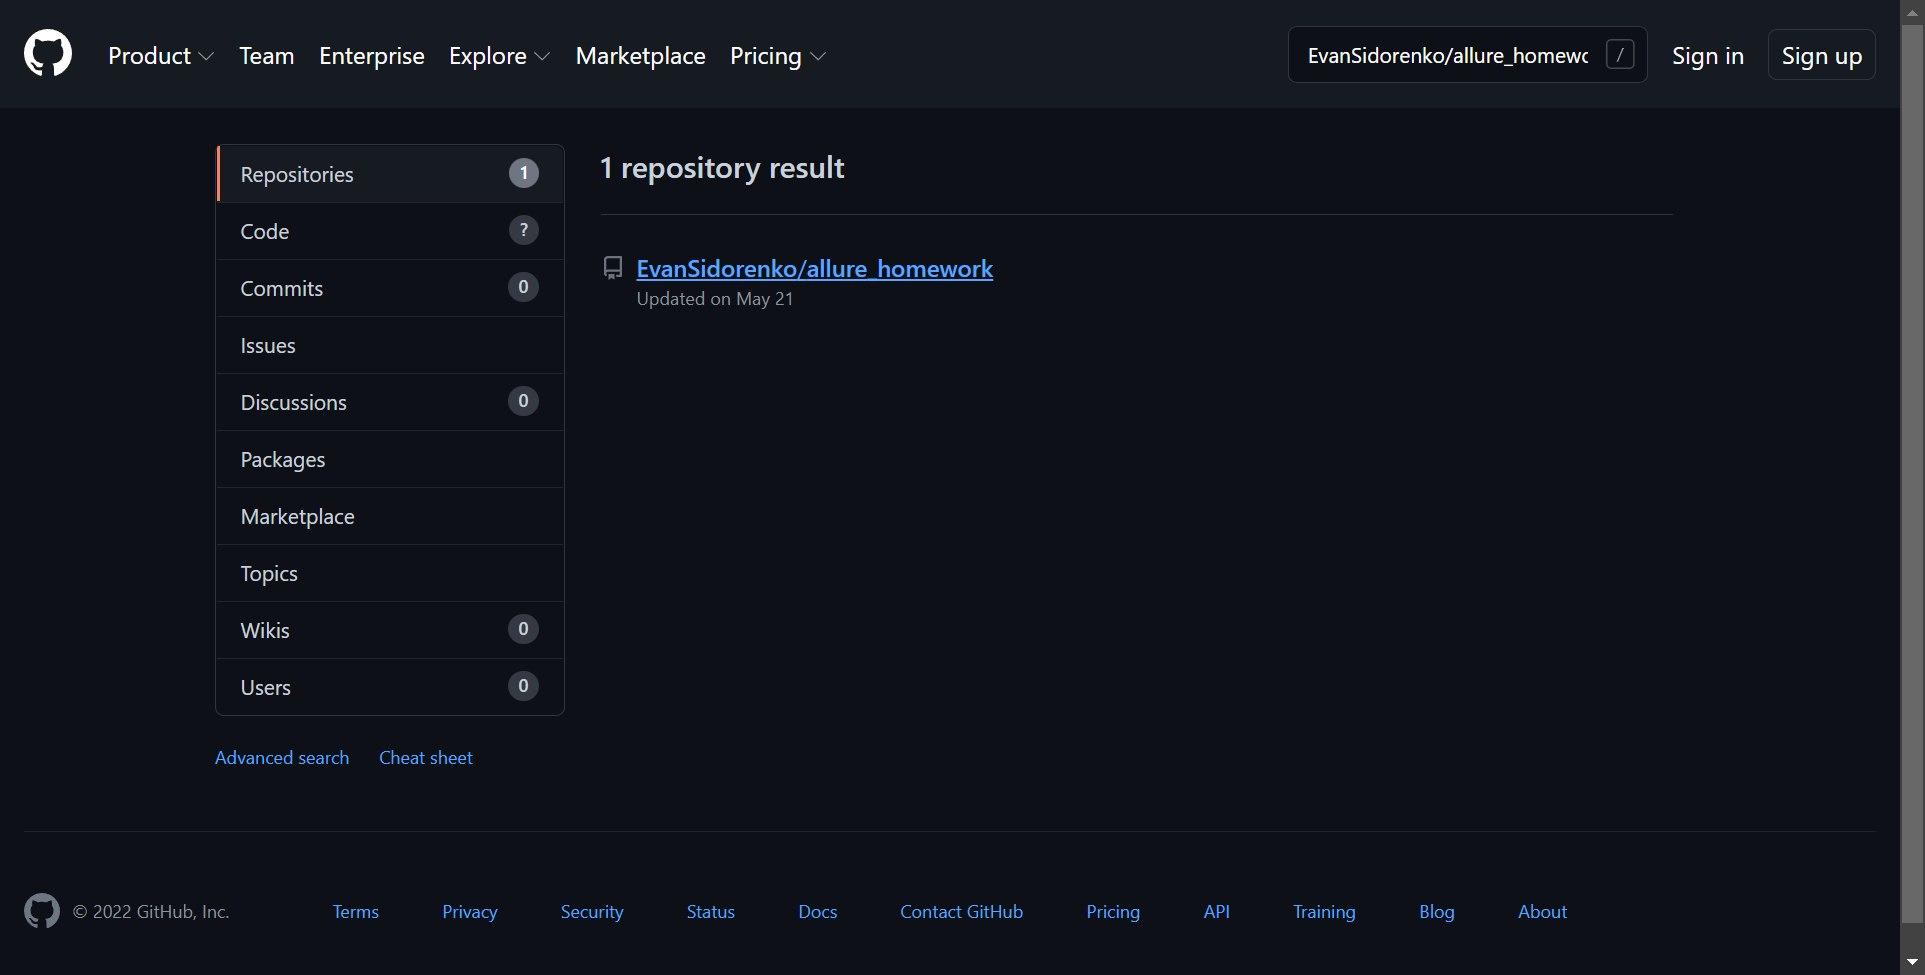 Product Team Enterprise Explore Marketplace Pricing EvanSidorenko/allure_homewo / Sign in Sign up
Repositories 1
Code ?
Commits 0
Issues
Discussions 0
Packages
Marketplace
Topics
Wikis 0
Users 0
Advanced search Cheat sheet
1 repository result
EvanSidorenko/allure_homework
Updated on May 21
© 2022 GitHub, Inc. Terms Privacy Security Status Docs Contact GitHub Pricing API Training Blog About